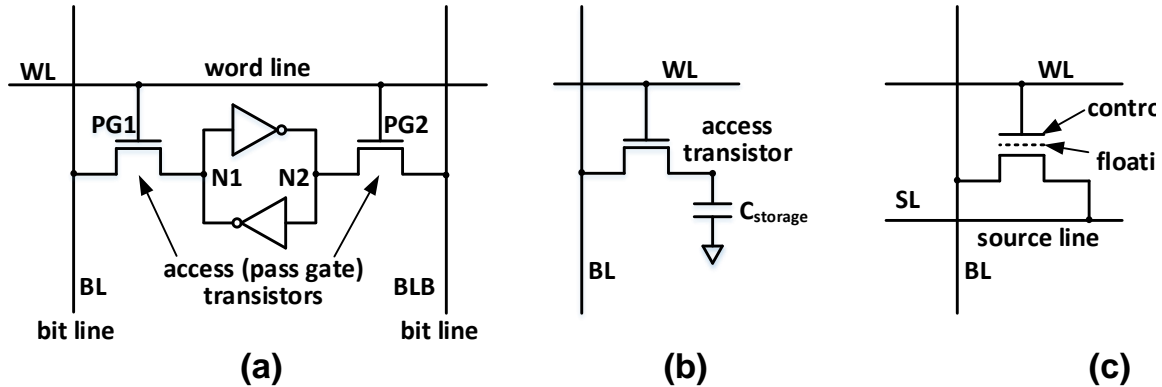 WL
word line
PG1
PG2
N1
N2
access (pass gate)
transistors
BL
BLB
bit line
bit line
(a)
WL
access
transistor
Cstorage
BL
(b)
WL
SL
source line
BL
(c)